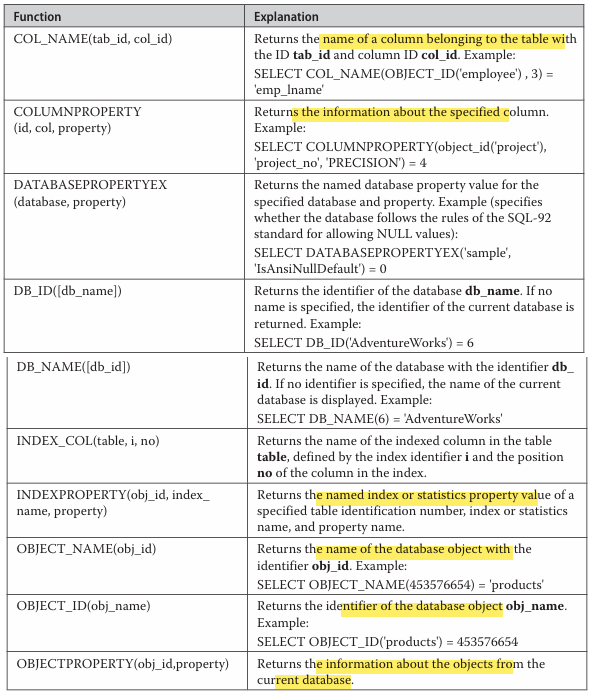 Function Explanation
COL_NAME(tab_id, col_id) Returns the name of a column belonging to the table with
the ID tab_id and column ID col_id. Example:
SELECT COL_NAME(OBJECT_ID('employee') , 3) =
'emp_lname'
COLUMNPROPERTY Returns the information about the specified column.
(id, col, property) Example:
SELECT COLUMNPROPERTY(object_id('project'),
'project_no', 'PRECISION') = 4
DATABASEPROPERTYEX Returns the named database property value for the
(database, property) specified database and property. Example (specifies
whether the database follows the rules of the SQL-92
standard for allowing NULL values):
SELECT DATABASEPROPERTYEX('sample',
'IsAnsiNullDefault') = 0
DB_ID([db_name]) Returns the identifier of the database db_name. If no
name is specified, the identifier of the current database is
returned. Example:
SELECT DB_ID('AdventureWorks') = 6
DB_NAME([db_id]) Returns the name of the database with the identifier db_
id. If no identifier is specified, the name of the current
database is displayed. Example:
SELECT DB_NAME(6) = 'AdventureWorks'
INDEX_COL(table, i, no) Returns the name of the indexed column in the table
table, defined by the index identifier i and the position
no of the column in the index.
INDEXPROPERTY(obj_id, index_ Returns the named index or statistics property value of a
name, property) specified table identification number, index or statistics
name, and property name.
OBJECT_NAME(obj_id) Returns the name of the database object with the
identifier obj_id. Example:
SELECT OBJECT_NAME(453576654) = 'products'
OBJECT_ID(obj_name) Returns the identifier of the database object obj_name.
Example:
SELECT OBJECT_ID('products') = 453576654
OBJECTPROPERTY(obj_id,property) Returns the information about the objects from the
current database.